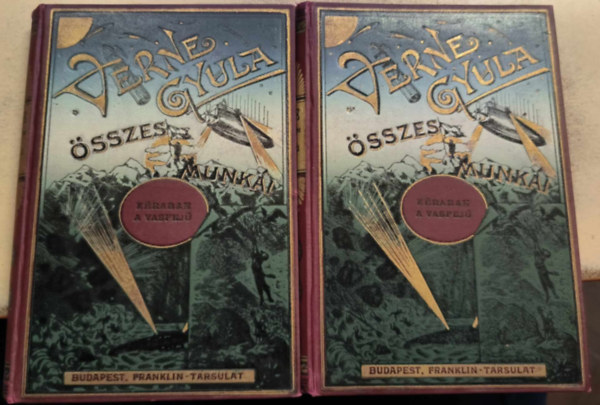 VERNE
GYULA
ÖSSZES
MUNKÁI
KÉRABAN
A VASFEJŰ
BUDAPEST, FRANKLIN-TÁRSULAT
VERNE
GYULA
ÖSSZES
MUNKÁI
KÉRABAN
A VASFEJŰ
BUDAPEST, FRANKLIN-TÁRSULAT